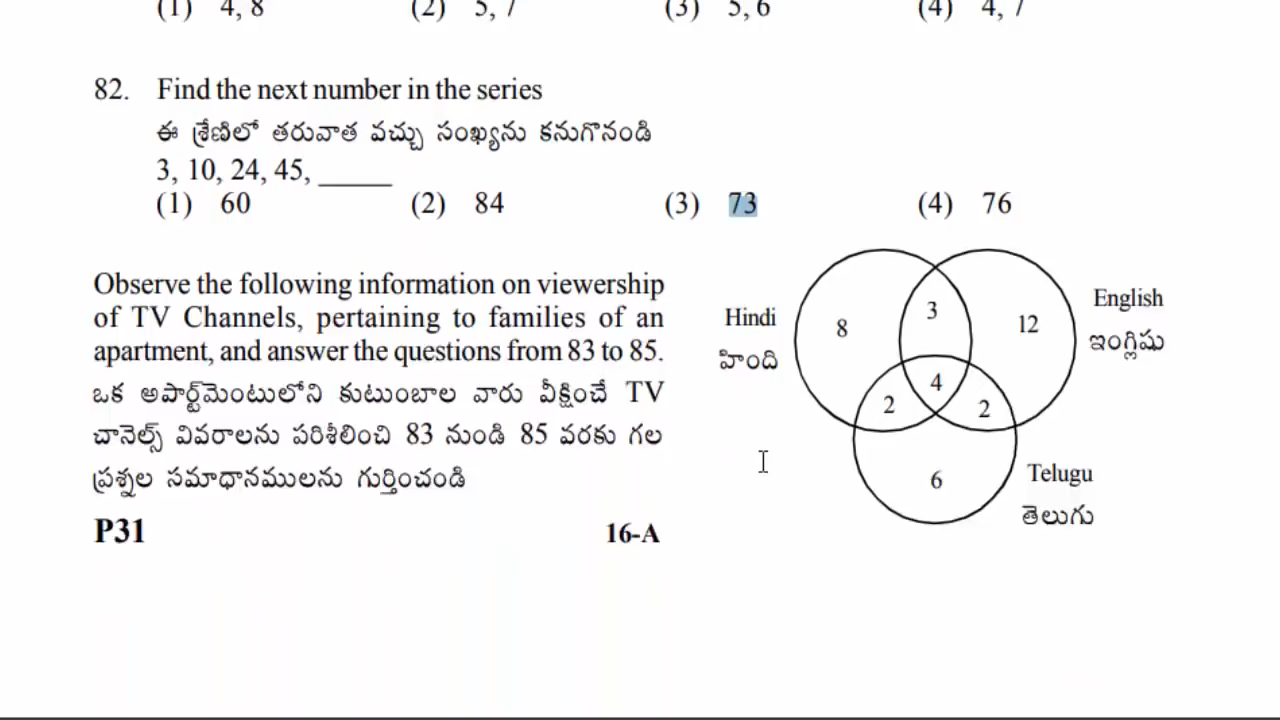 (1) 4, 8 (2) 5, 7 (3) 5, 6 (4) 4, 7
82. Find the next number in the series
ఈ శ్రేణిలో తరువాత వచ్చు సంఖ్యను కనుగొనండి
3, 10, 24, 45, _____
(1) 60 (2) 84 (3) 73 (4) 76
Observe the following information on viewership
of TV Channels, pertaining to families of an
apartment, and answer the questions from 83 to 85.
ఒక అపార్ట్‌మెంటులోని కుటుంబాల వారు వీక్షించే TV
చానెల్స్ వివరాలను పరిశీలించి 83 నుండి 85 వరకు గల
ప్రశ్నల సమాధానములను గుర్తించండి
Hindi
హింది
8
3
12
English
ఇంగ్లిషు
4
2
2
6
Telugu
తెలుగు
P31 16-A